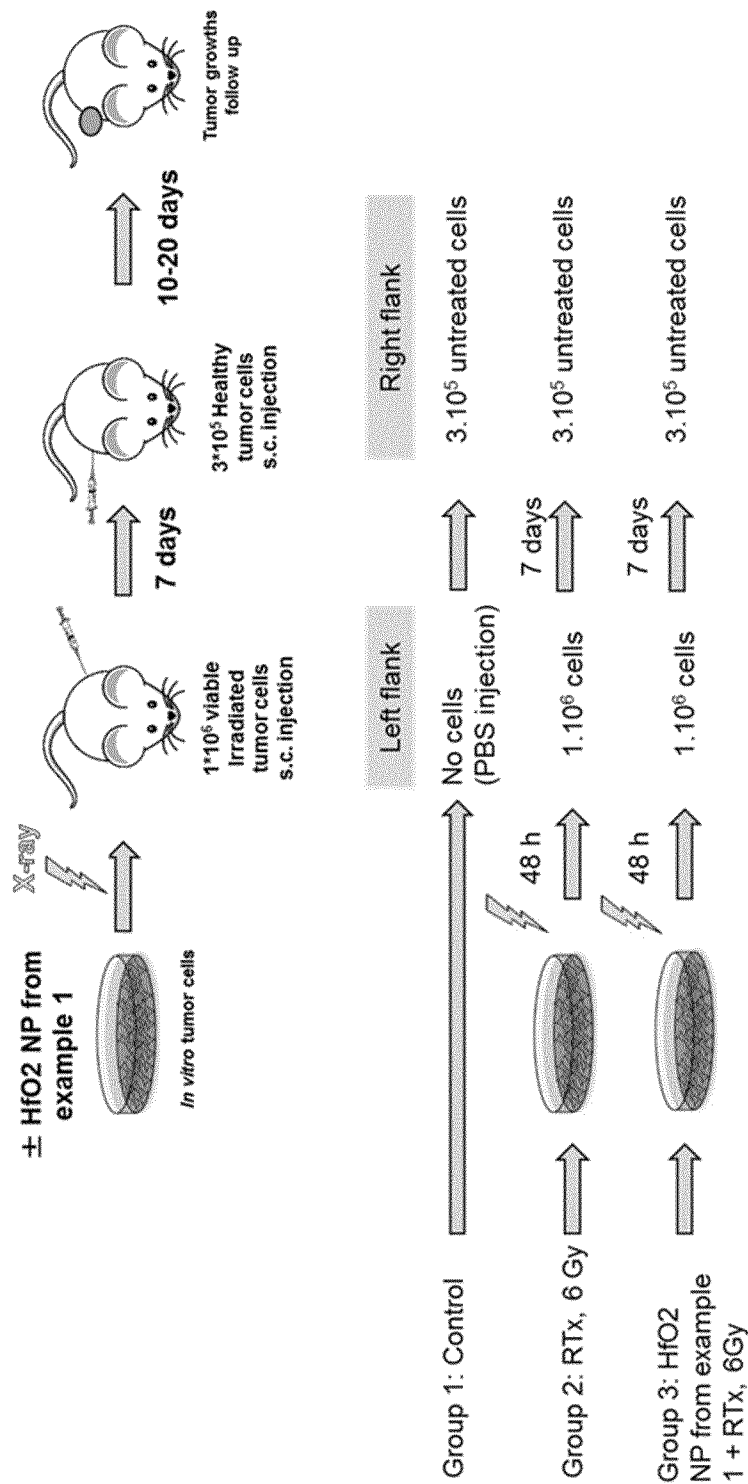 ± HfO2 NP from
example 1
In vitro tumor cells
X-ray
1*10⁶ viable
Irradiated
tumor cells
s.c. injection
7 days
3*10⁵ Healthy
tumor cells
s.c. injection
10-20 days
Tumor growths
follow up
Left flank
Right flank
Group 1: Control
No cells
(PBS injection)
3.10⁵ untreated cells
Group 2: RTx, 6 Gy
48 h
1.10⁶ cells
7 days
3.10⁵ untreated cells
Group 3: HfO2
NP from example
1 + RTx, 6Gy
48 h
1.10⁶ cells
7 days
3.10⁵ untreated cells